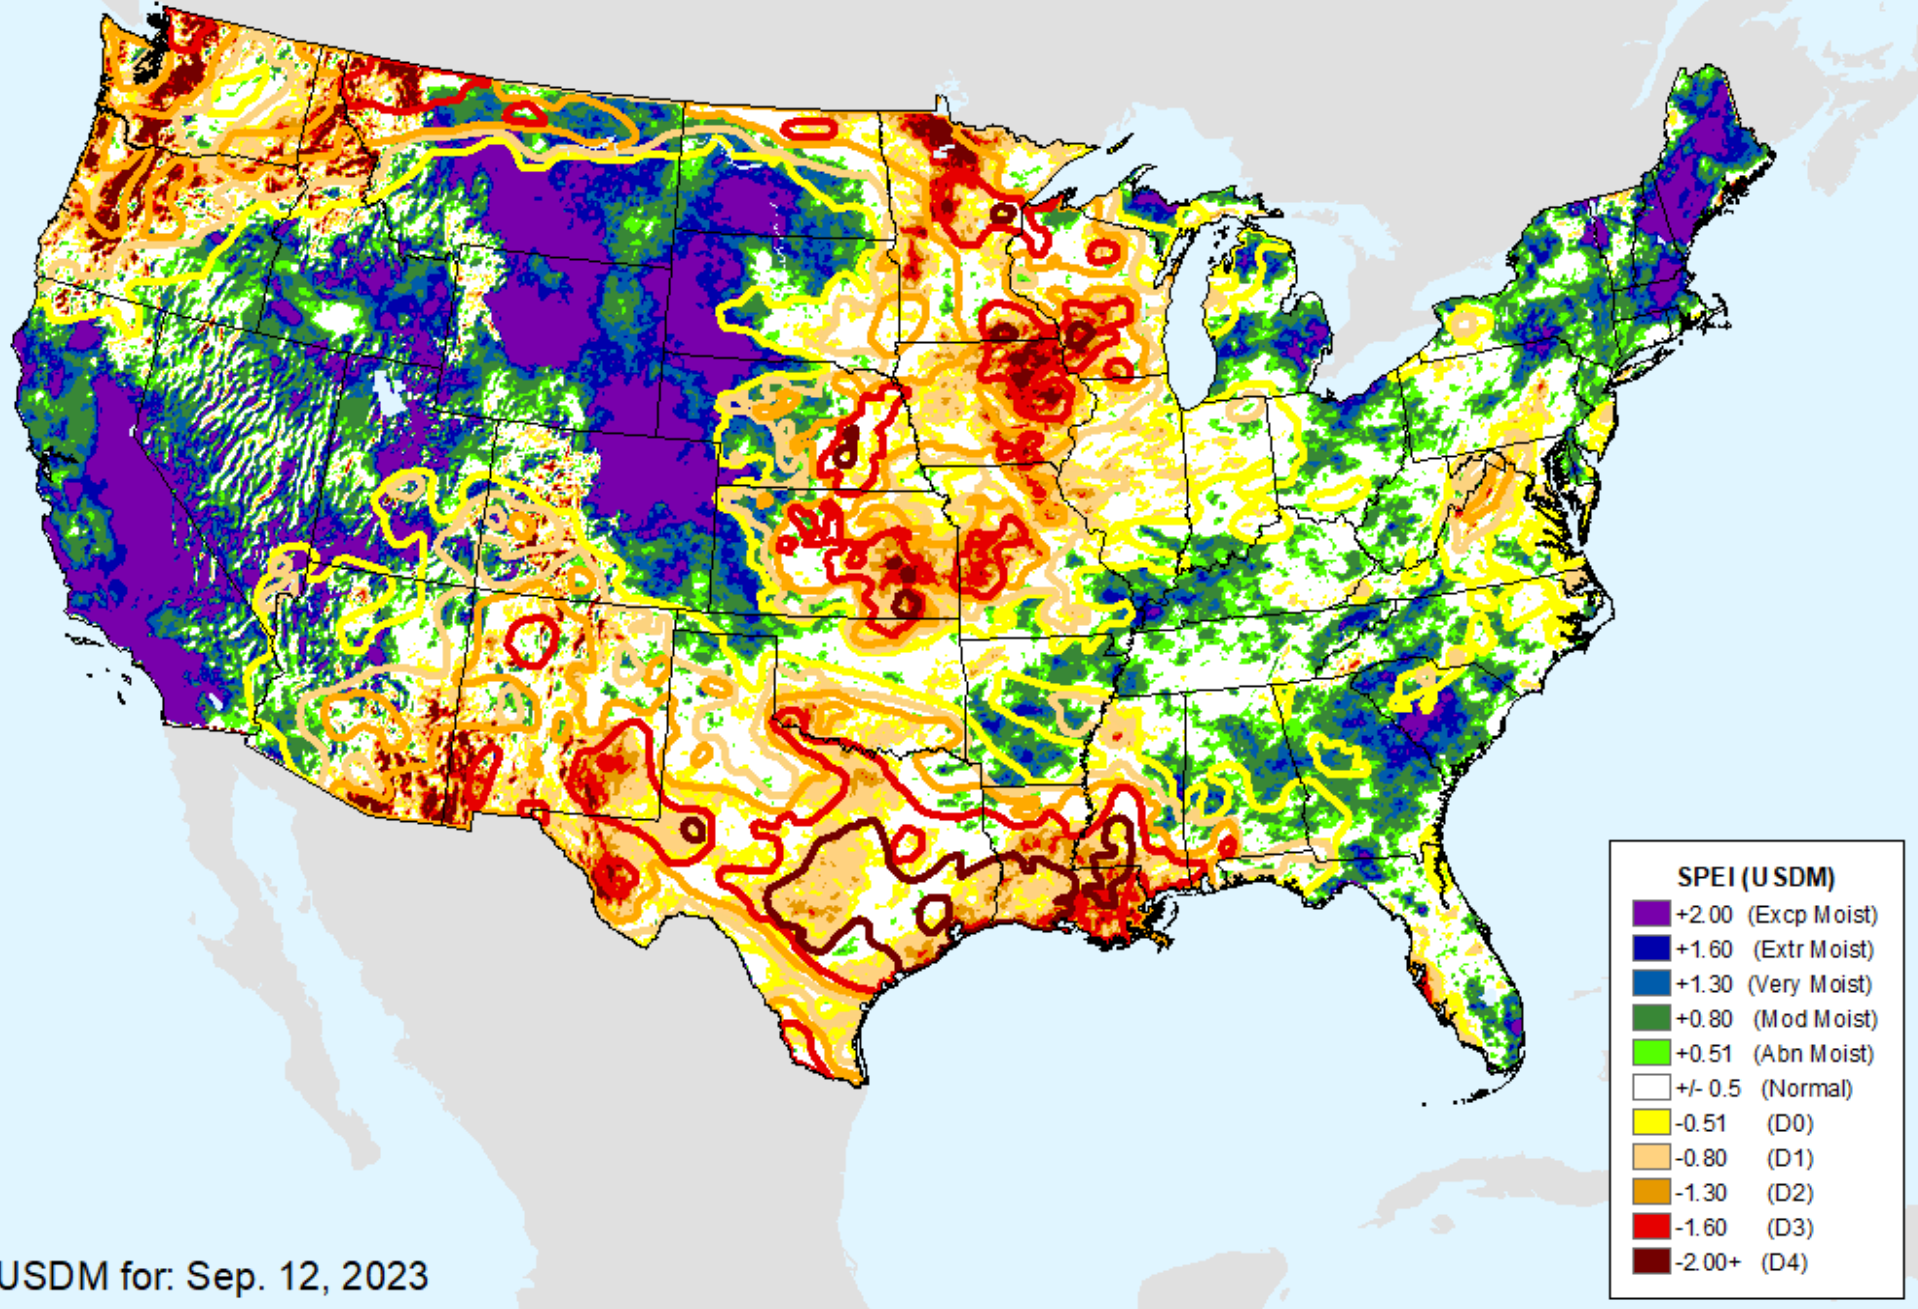 SPEI (USDM)
+2.00 (Excp Moist)
+1.60 (Extr Moist)
+1.30 (Very Moist)
+0.80 (Mod Moist)
+0.51 (Abn Moist)
+/- 0.5 (Normal)
-0.51 (D0)
-0.80 (D1)
-1.30 (D2)
-1.60 (D3)
-2.00+ (D4)
USDM for: Sep. 12, 2023